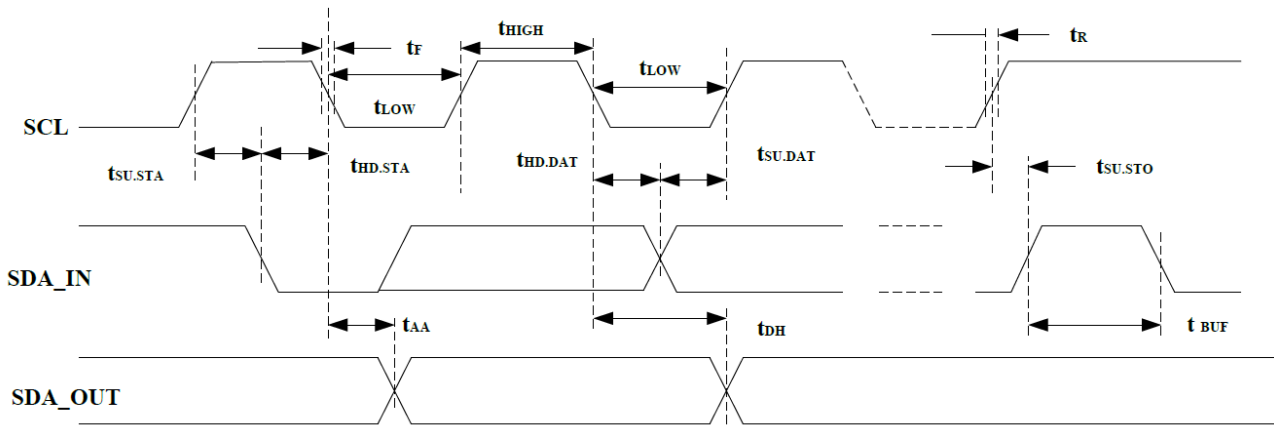 tF
tHIGH
tR
tLOW
tLOW
SCL
tSU.STA
tHD.STA
tHD.DAT
tSU.DAT
tSU.STO
SDA_IN
tAA
tDH
t BUF
SDA_OUT